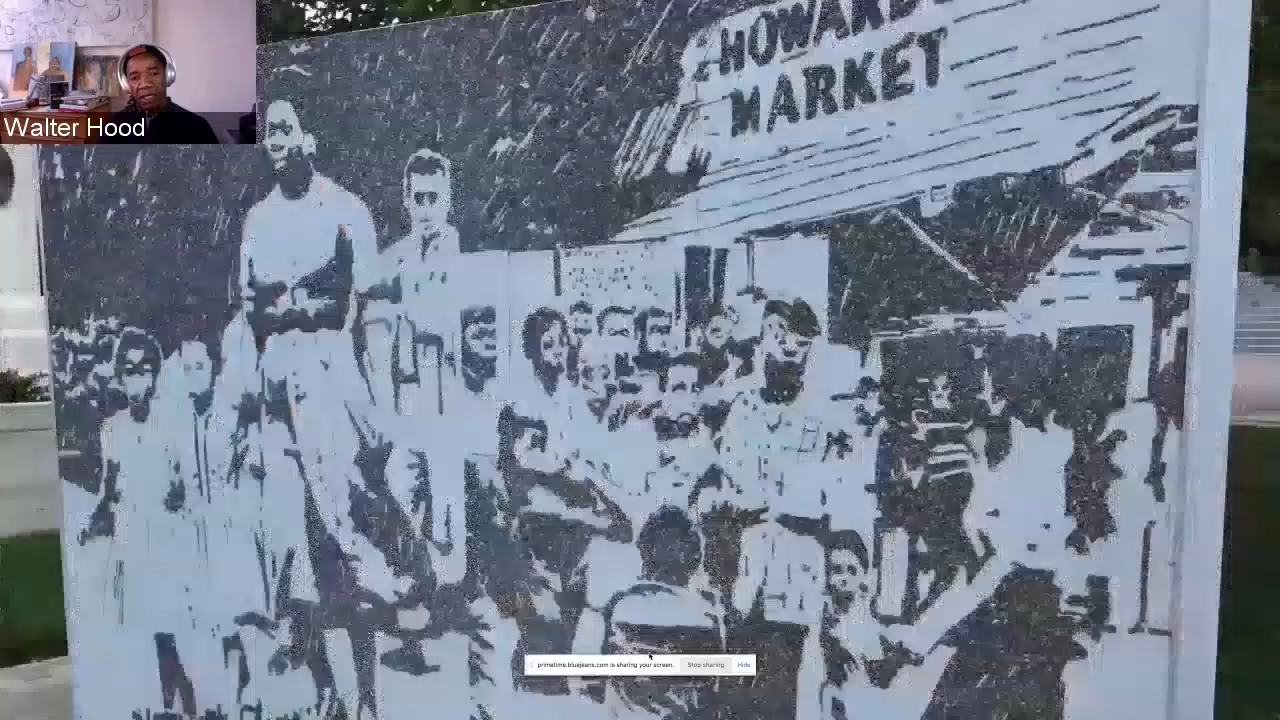 HOWARD
MARKET
Walter Hood
primetime.bluejeans.com is sharing your screen. Stop sharing Hide